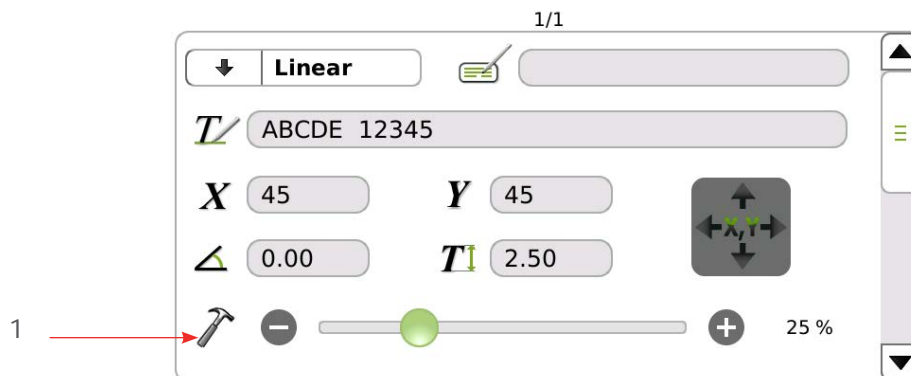 1/1
Linear
T ABCDE 12345
X 45 Y 45
X,Y
0.00 T 2.50
1 25 %